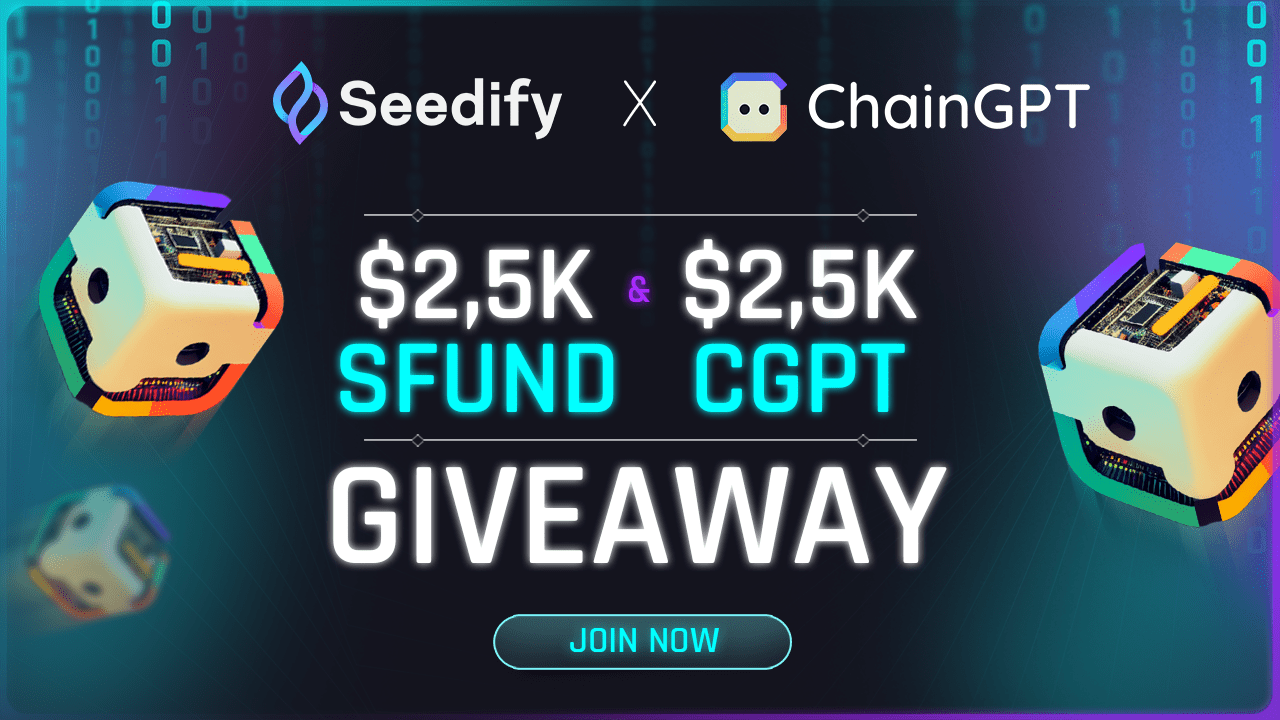 Seedify X ChainGPT
$2,5K & $2,5K
SFUND CGPT
GIVEAWAY
JOIN NOW